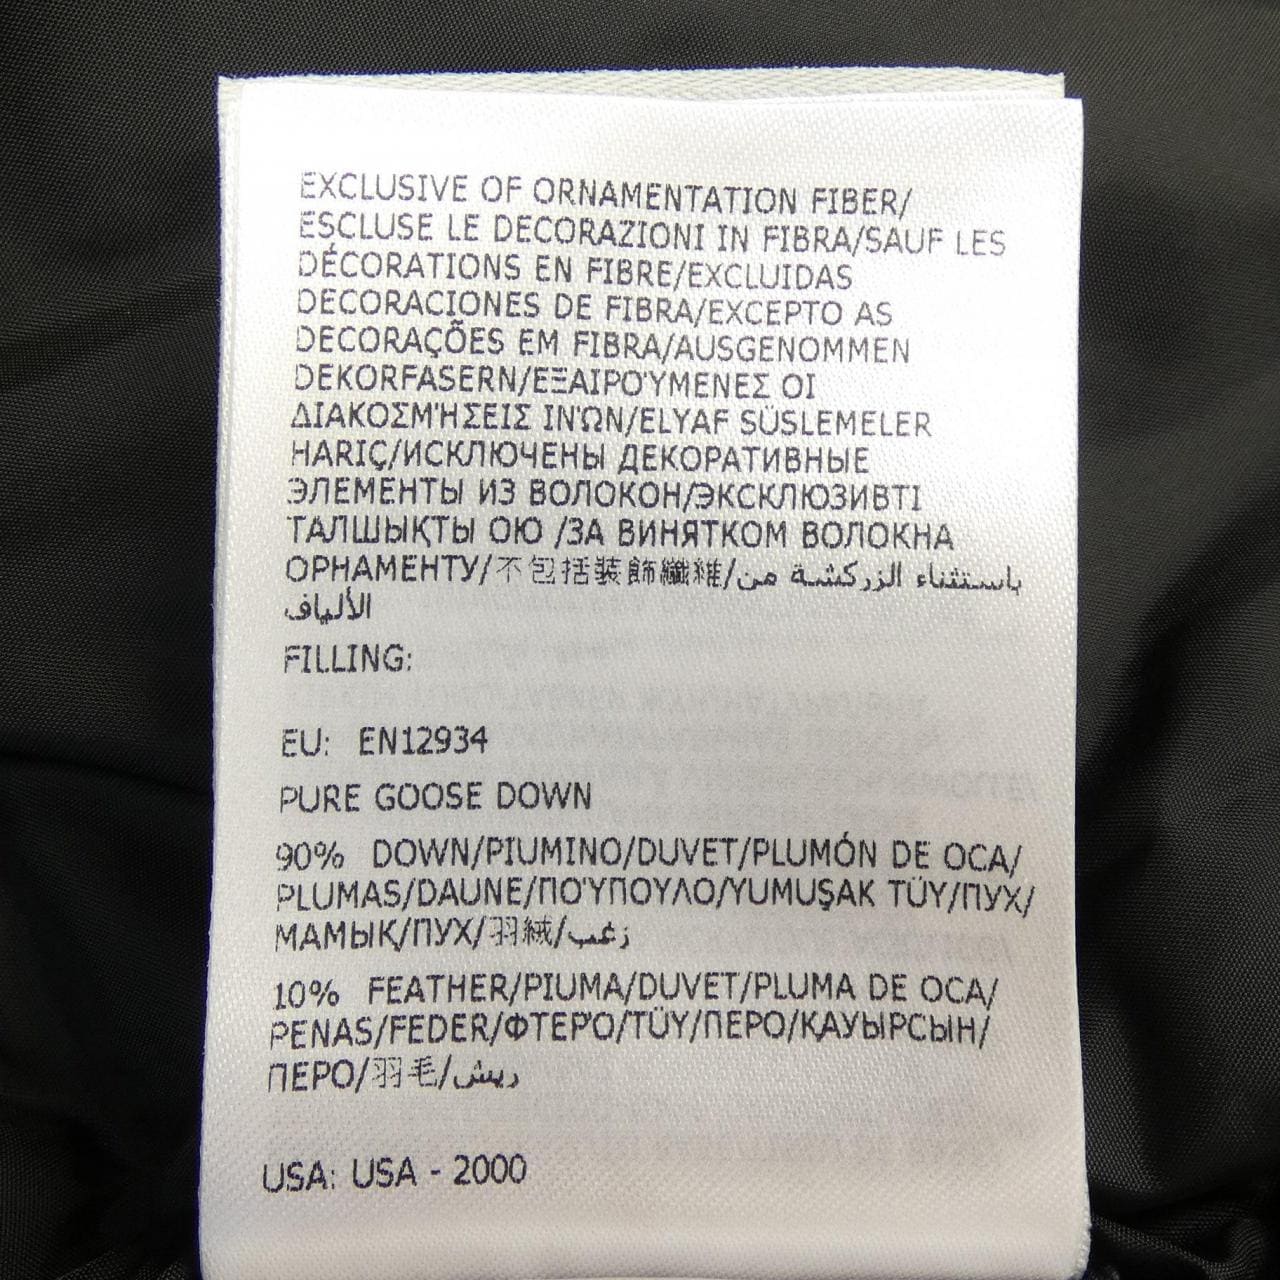 EXCLUSIVE OF ORNAMENTATION FIBER/
ESCLUSE LE DECORAZIONI IN FIBRA/SAUF LES
DÉCORATIONS EN FIBRE/EXCLUIDAS
DECORACIONES DE FIBRA/EXCEPTO AS
DECORAÇÕES EM FIBRA/AUSGENOMMEN
DEKORFASERN/ΕΞΑΙΡΟΎΜΕΝΕΣ ΟΙ
ΔΙΑΚΟΣΜΉΣΕΙΣ ΙΝΏΝ/ELYAF SÜSLEMELER
HARIÇ/ИСКЛЮЧЕНЫ ДЕКОРАТИВНЫЕ
ЭЛЕМЕНТЫ ИЗ ВОЛОКОН/ЭКСКЛЮЗИВТІ
ТАЛШЫҚТЫ ОЮ /ЗА ВИНЯТКОМ ВОЛОКНА
ОРНАМЕНТУ/不包括装飾纖維/باستثناء الزركشة من
الألياف
FILLING:
EU: EN12934
PURE GOOSE DOWN
90% DOWN/PIUMINO/DUVET/PLUMÓN DE OCA/
PLUMAS/DAUNE/ΠΟΎΠΟΥΛΟ/YUMUŞAK TÜY/ПУХ/
МАМЫҚ/ПУХ/羽絨/زغب
10% FEATHER/PIUMA/DUVET/PLUMA DE OCA/
PENAS/FEDER/ΦΤΕΡΌ/TÜY/ПЕРО/ҚАУЫРСЫН/
ПЕРО/羽毛/ريش
USA: USA - 2000